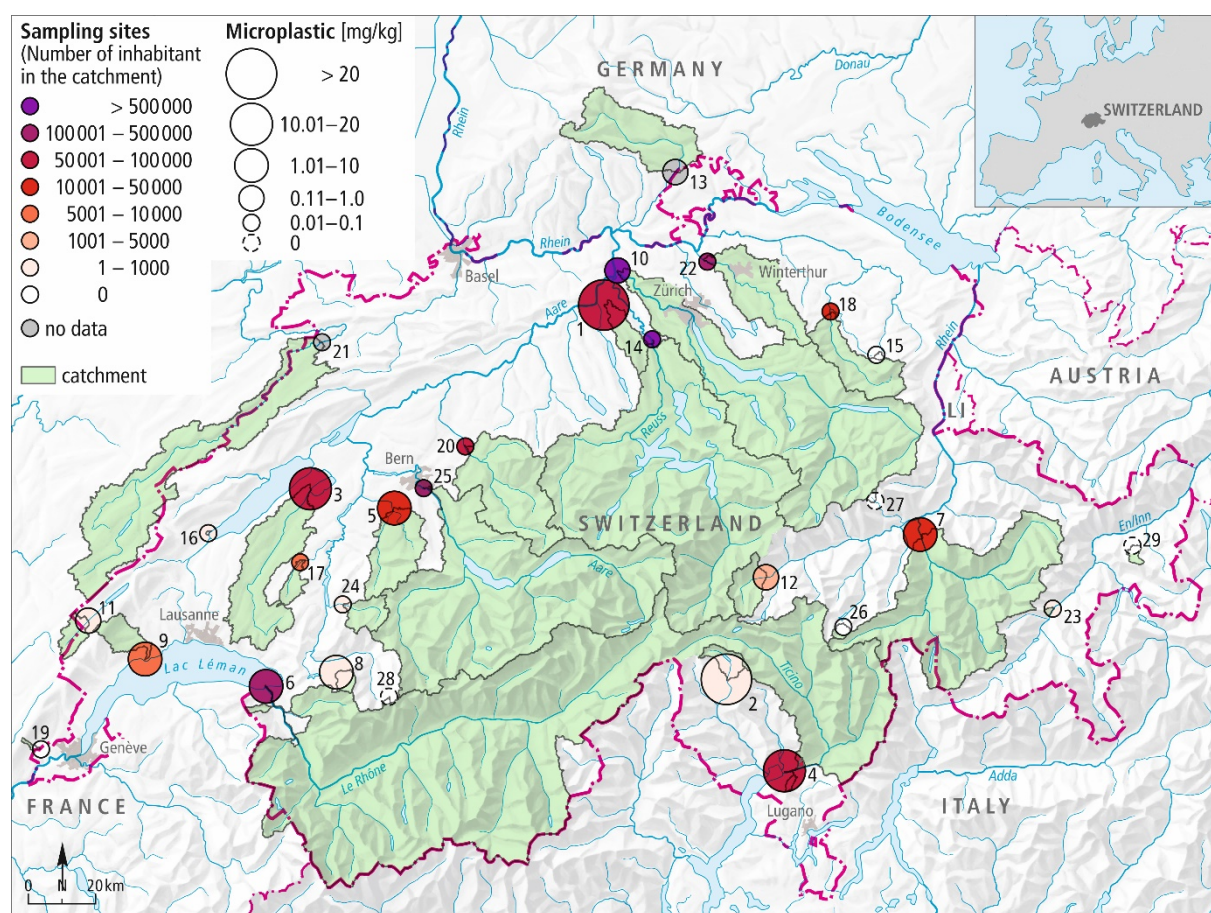 Sampling sites
(Number of inhabitant
in the catchment)
> 500 000
100 001 – 500 000
50 001 – 100 000
10 001 – 50 000
5001 – 10 000
1001 – 5000
1 – 1000
0
no data
catchment
Microplastic [mg/kg]
> 20
10.01–20
1.01–10
0.11–1.0
0.01–0.1
0
GERMANY
Donau
SWITZERLAND
Rhein
13
Bodensee
Rhein
Basel
10
22
Winterthur
Zürich
Aare
1
18
14
15
21
Rhein
AUSTRIA
LI
Reuss
20
Bern
25
3
5
SWITZERLAND
27
7
En/Inn
29
16
17
Aare
12
24
11
Lausanne
26
23
9
Lac Léman
8
6
28
2
Ticino
19
Genève
Le Rhône
4
Adda
FRANCE
Lugano
ITALY
N
0
20 km